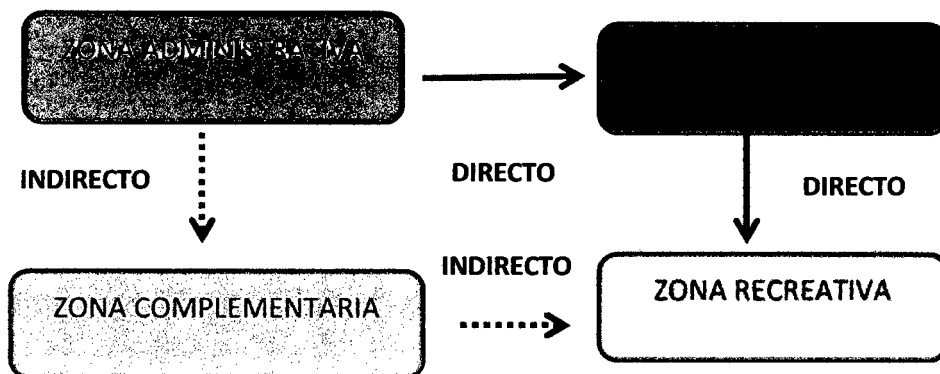 ZONA ADMINISTRATIVA
INDIRECTO
DIRECTO
DIRECTO
INDIRECTO
ZONA COMPLEMENTARIA
ZONA RECREATIVA